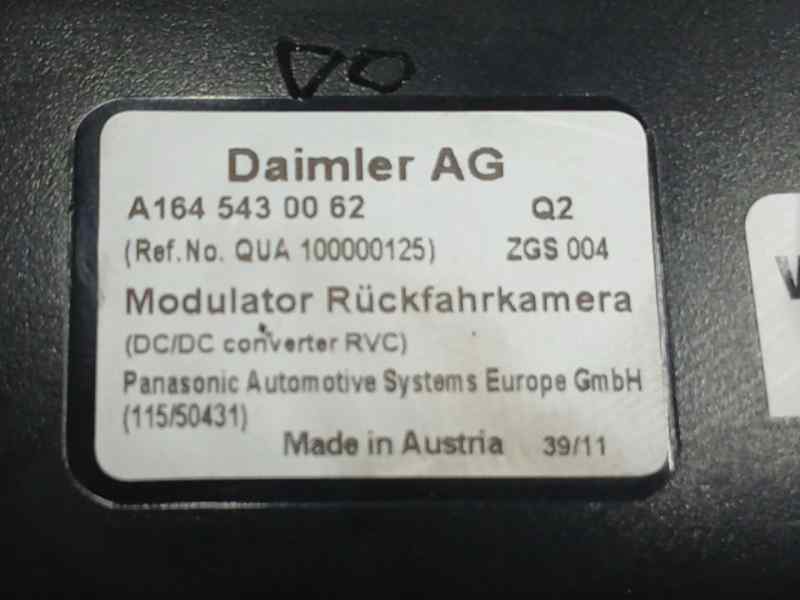 Daimler AG
A164 543 00 62 Q2
(Ref.No. QUA 100000125) ZGS 004
Modulator Rückfahrkamera
(DC/DC converter RVC)
Panasonic Automotive Systems Europe GmbH
(115/50431)
Made in Austria 39/11